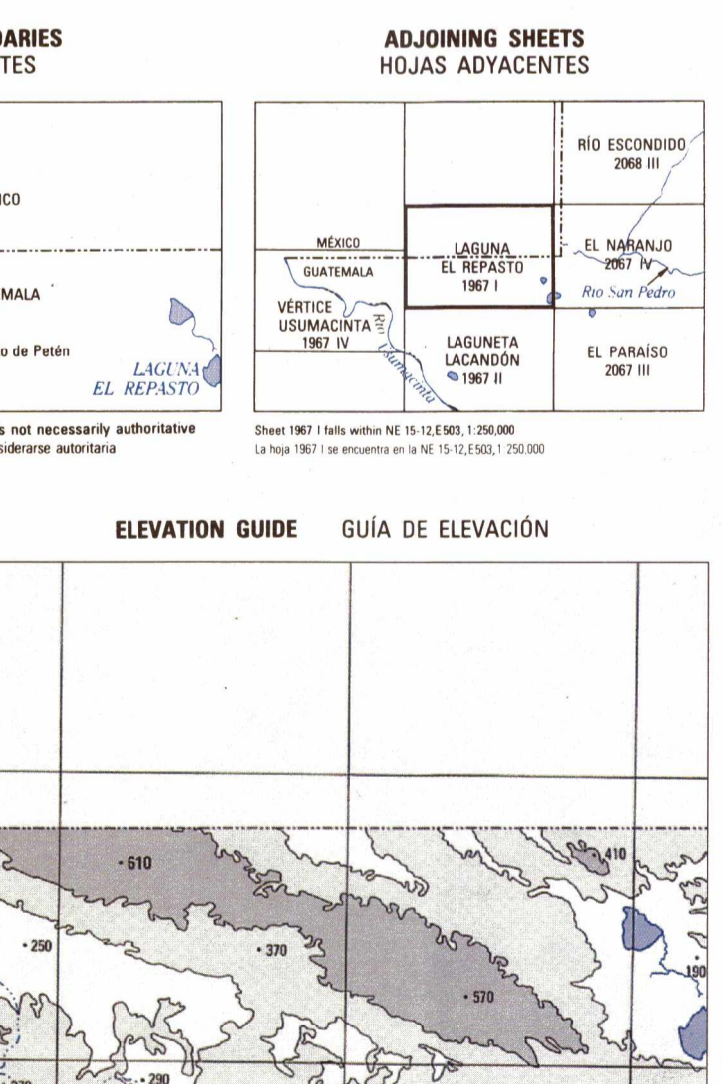 DARIES
TES
ICO
MALA
o de Petén
LAGUNA
EL REPASTO
s not necessarily authoritative
siderarse autoritaria
ADJOINING SHEETS
HOJAS ADYACENTES
RÍO ESCONDIDO
2068 III
MÉXICO
GUATEMALA
LAGUNA
EL REPASTO
1967 I
EL NARANJO
2067 IV
Río San Pedro
VÉRTICE
USUMACINTA
1967 IV
Río Usumacinta
LAGUNETA
LACANDÓN
1967 II
EL PARAÍSO
2067 III
Sheet 1967 I falls within NE 15-12,E503, 1:250,000
La hoja 1967 I se encuentra en la NE 15-12,E503, 1 250.000
ELEVATION GUIDE GUÍA DE ELEVACIÓN
610
410
250
370
190
570
290